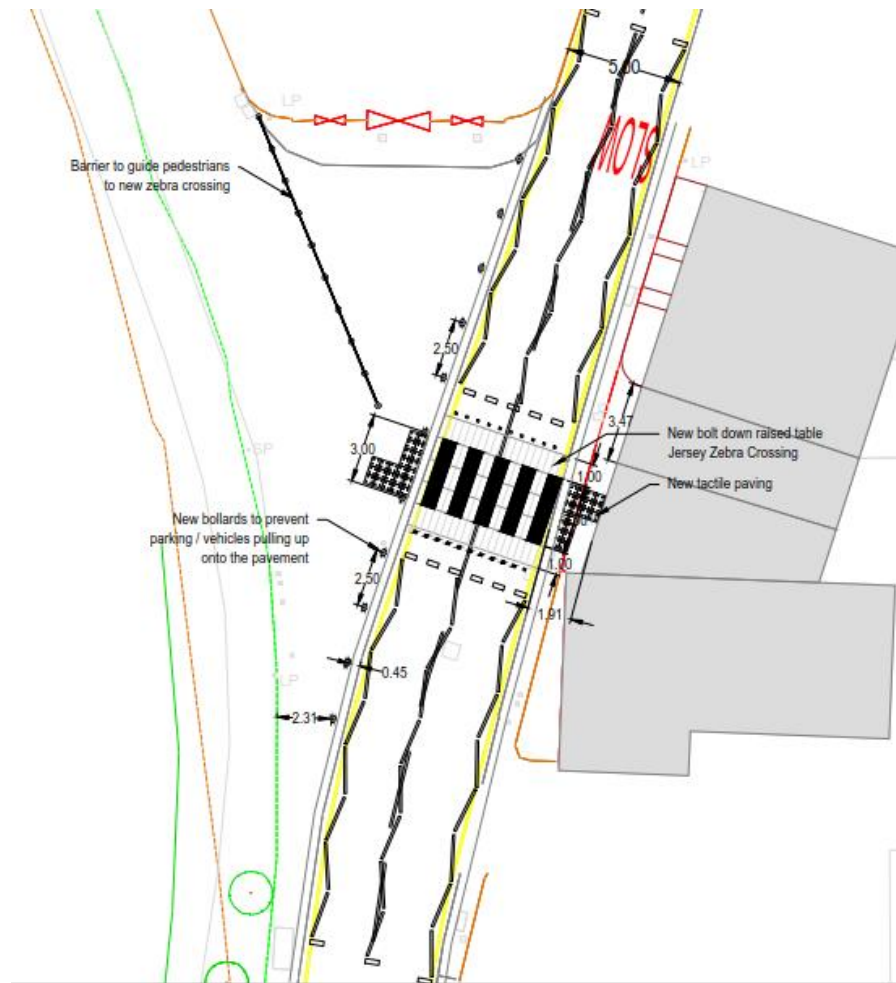 5.00
LP
SLOW
LP
Barrier to guide pedestrians
to new zebra crossing
2.50
3.47
3.00
New bolt down raised table
Jersey Zebra Crossing
SP
1.00
New tactile paving
New bollards to prevent
parking / vehicles pulling up
onto the pavement
2.50
1.00
1.91
0.45
LP
2.31